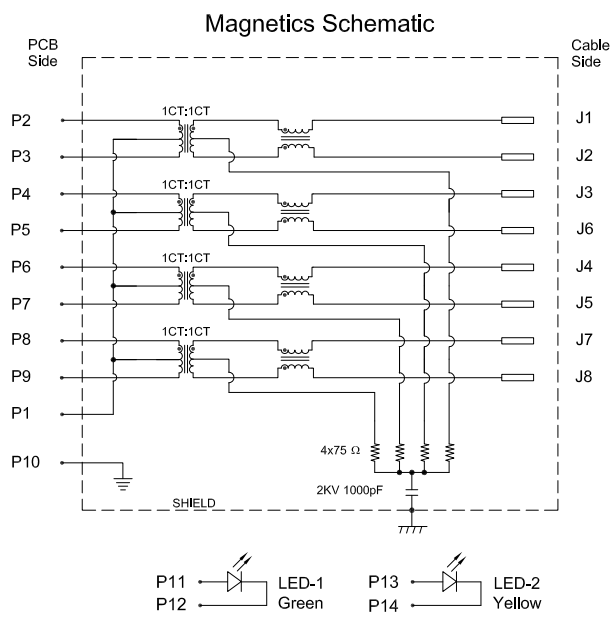 Magnetics Schematic
PCB
Side
Cable
Side
1CT:1CT
P2
J1
P3
J2
1CT:1CT
P4
J3
P5
J6
1CT:1CT
P6
J4
P7
J5
1CT:1CT
P8
J7
P9
J8
P1
4x75 Ω
P10
2KV 1000pF
SHIELD
P11
LED-1
P12
Green
P13
LED-2
P14
Yellow